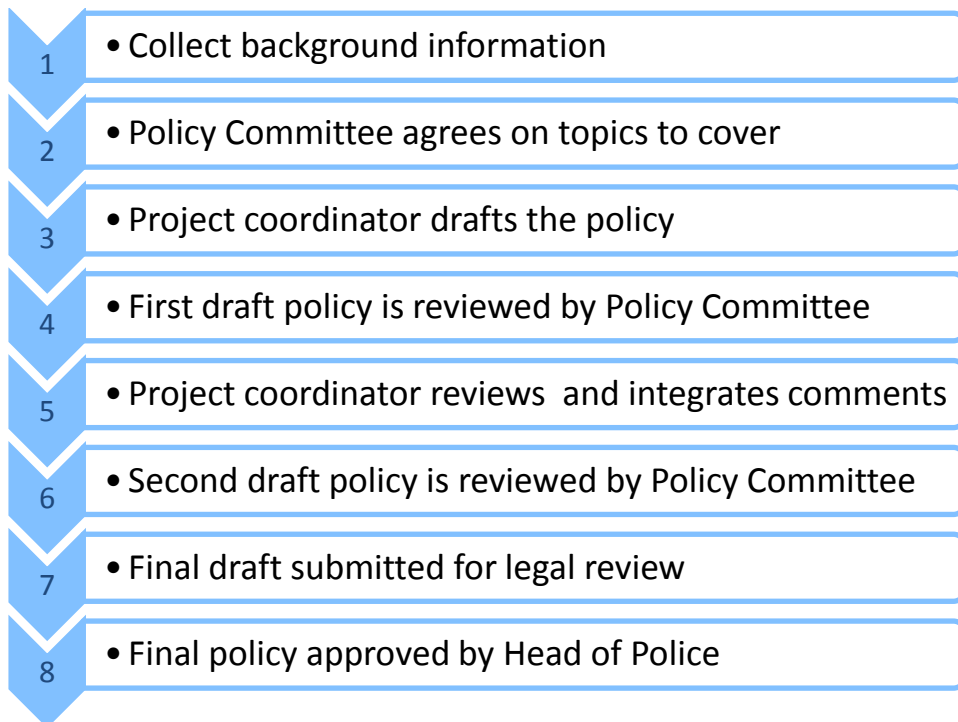 1
• Collect background information
2
• Policy Committee agrees on topics to cover
3
• Project coordinator drafts the policy
4
• First draft policy is reviewed by Policy Committee
5
• Project coordinator reviews  and integrates comments
6
• Second draft policy is reviewed by Policy Committee
7
• Final draft submitted for legal review
8
• Final policy approved by Head of Police